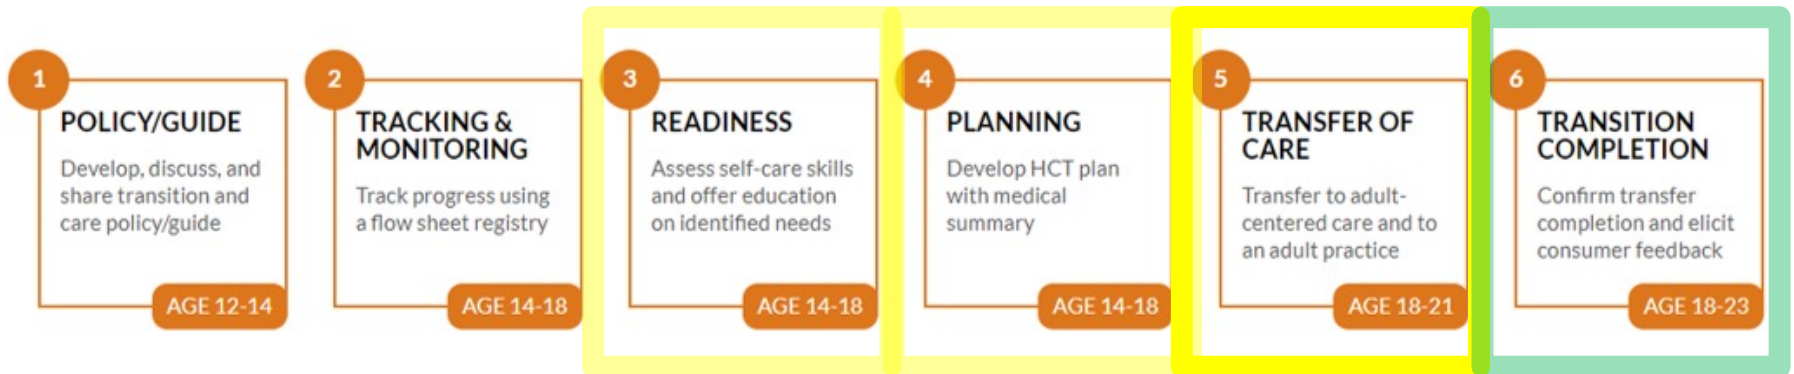 1
POLICY/GUIDE
Develop, discuss, and
share transition and
care policy/guide
AGE 12-14
2
TRACKING &
MONITORING
Track progress using
a flow sheet registry
AGE 14-18
3
READINESS
Assess self-care skills
and offer education
on identified needs
AGE 14-18
4
PLANNING
Develop HCT plan
with medical
summary
AGE 14-18
5
TRANSFER OF
CARE
Transfer to adult-
centered care and to
an adult practice
AGE 18-21
6
TRANSITION
COMPLETION
Confirm transfer
completion and elicit
consumer feedback
AGE 18-23